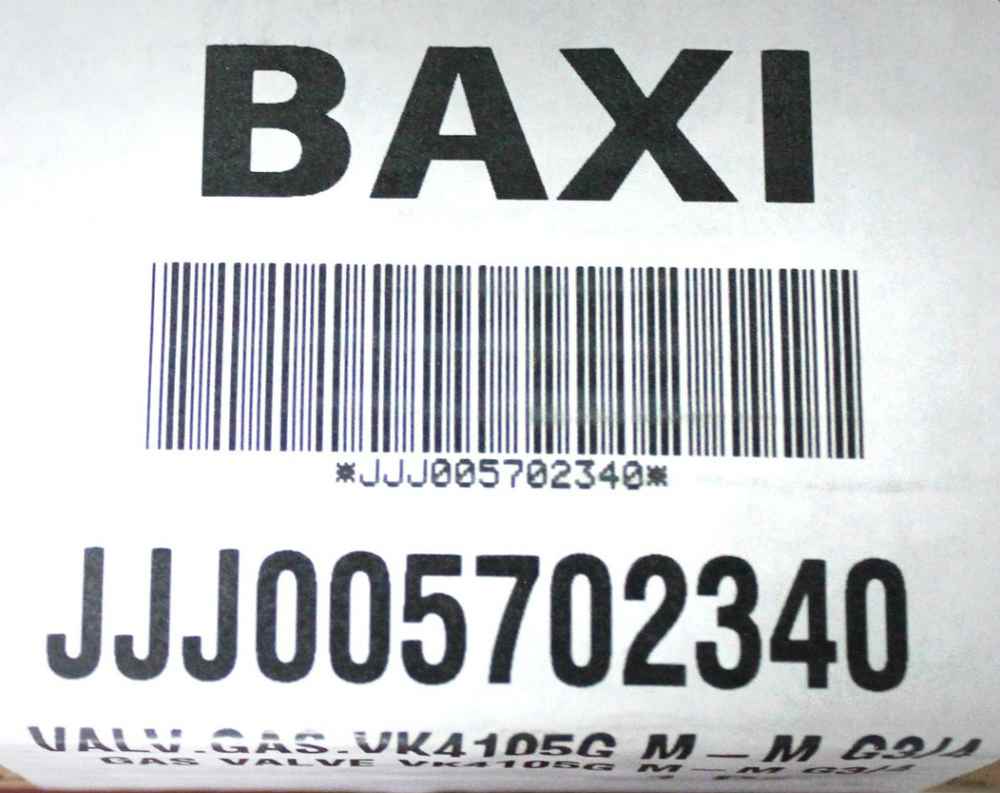 BAXI
*JJJ005702340*
JJJ005702340
VALV.GAS.VK4105G M-M G3/4
GAS VALVE VK4105G M-M G3/4